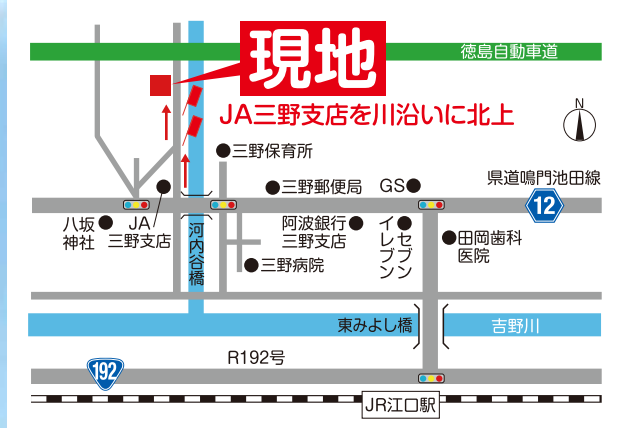 現地
徳島自動車道
JA三野支店を川沿いに北上
N
三野保育所
三野郵便局
GS
県道鳴門池田線
12
八坂
神社
JA
三野支店
河内谷橋
阿波銀行
三野支店
セブン
イレブン
田岡歯科
医院
三野病院
東みよし橋
吉野川
R192号
192
JR江口駅